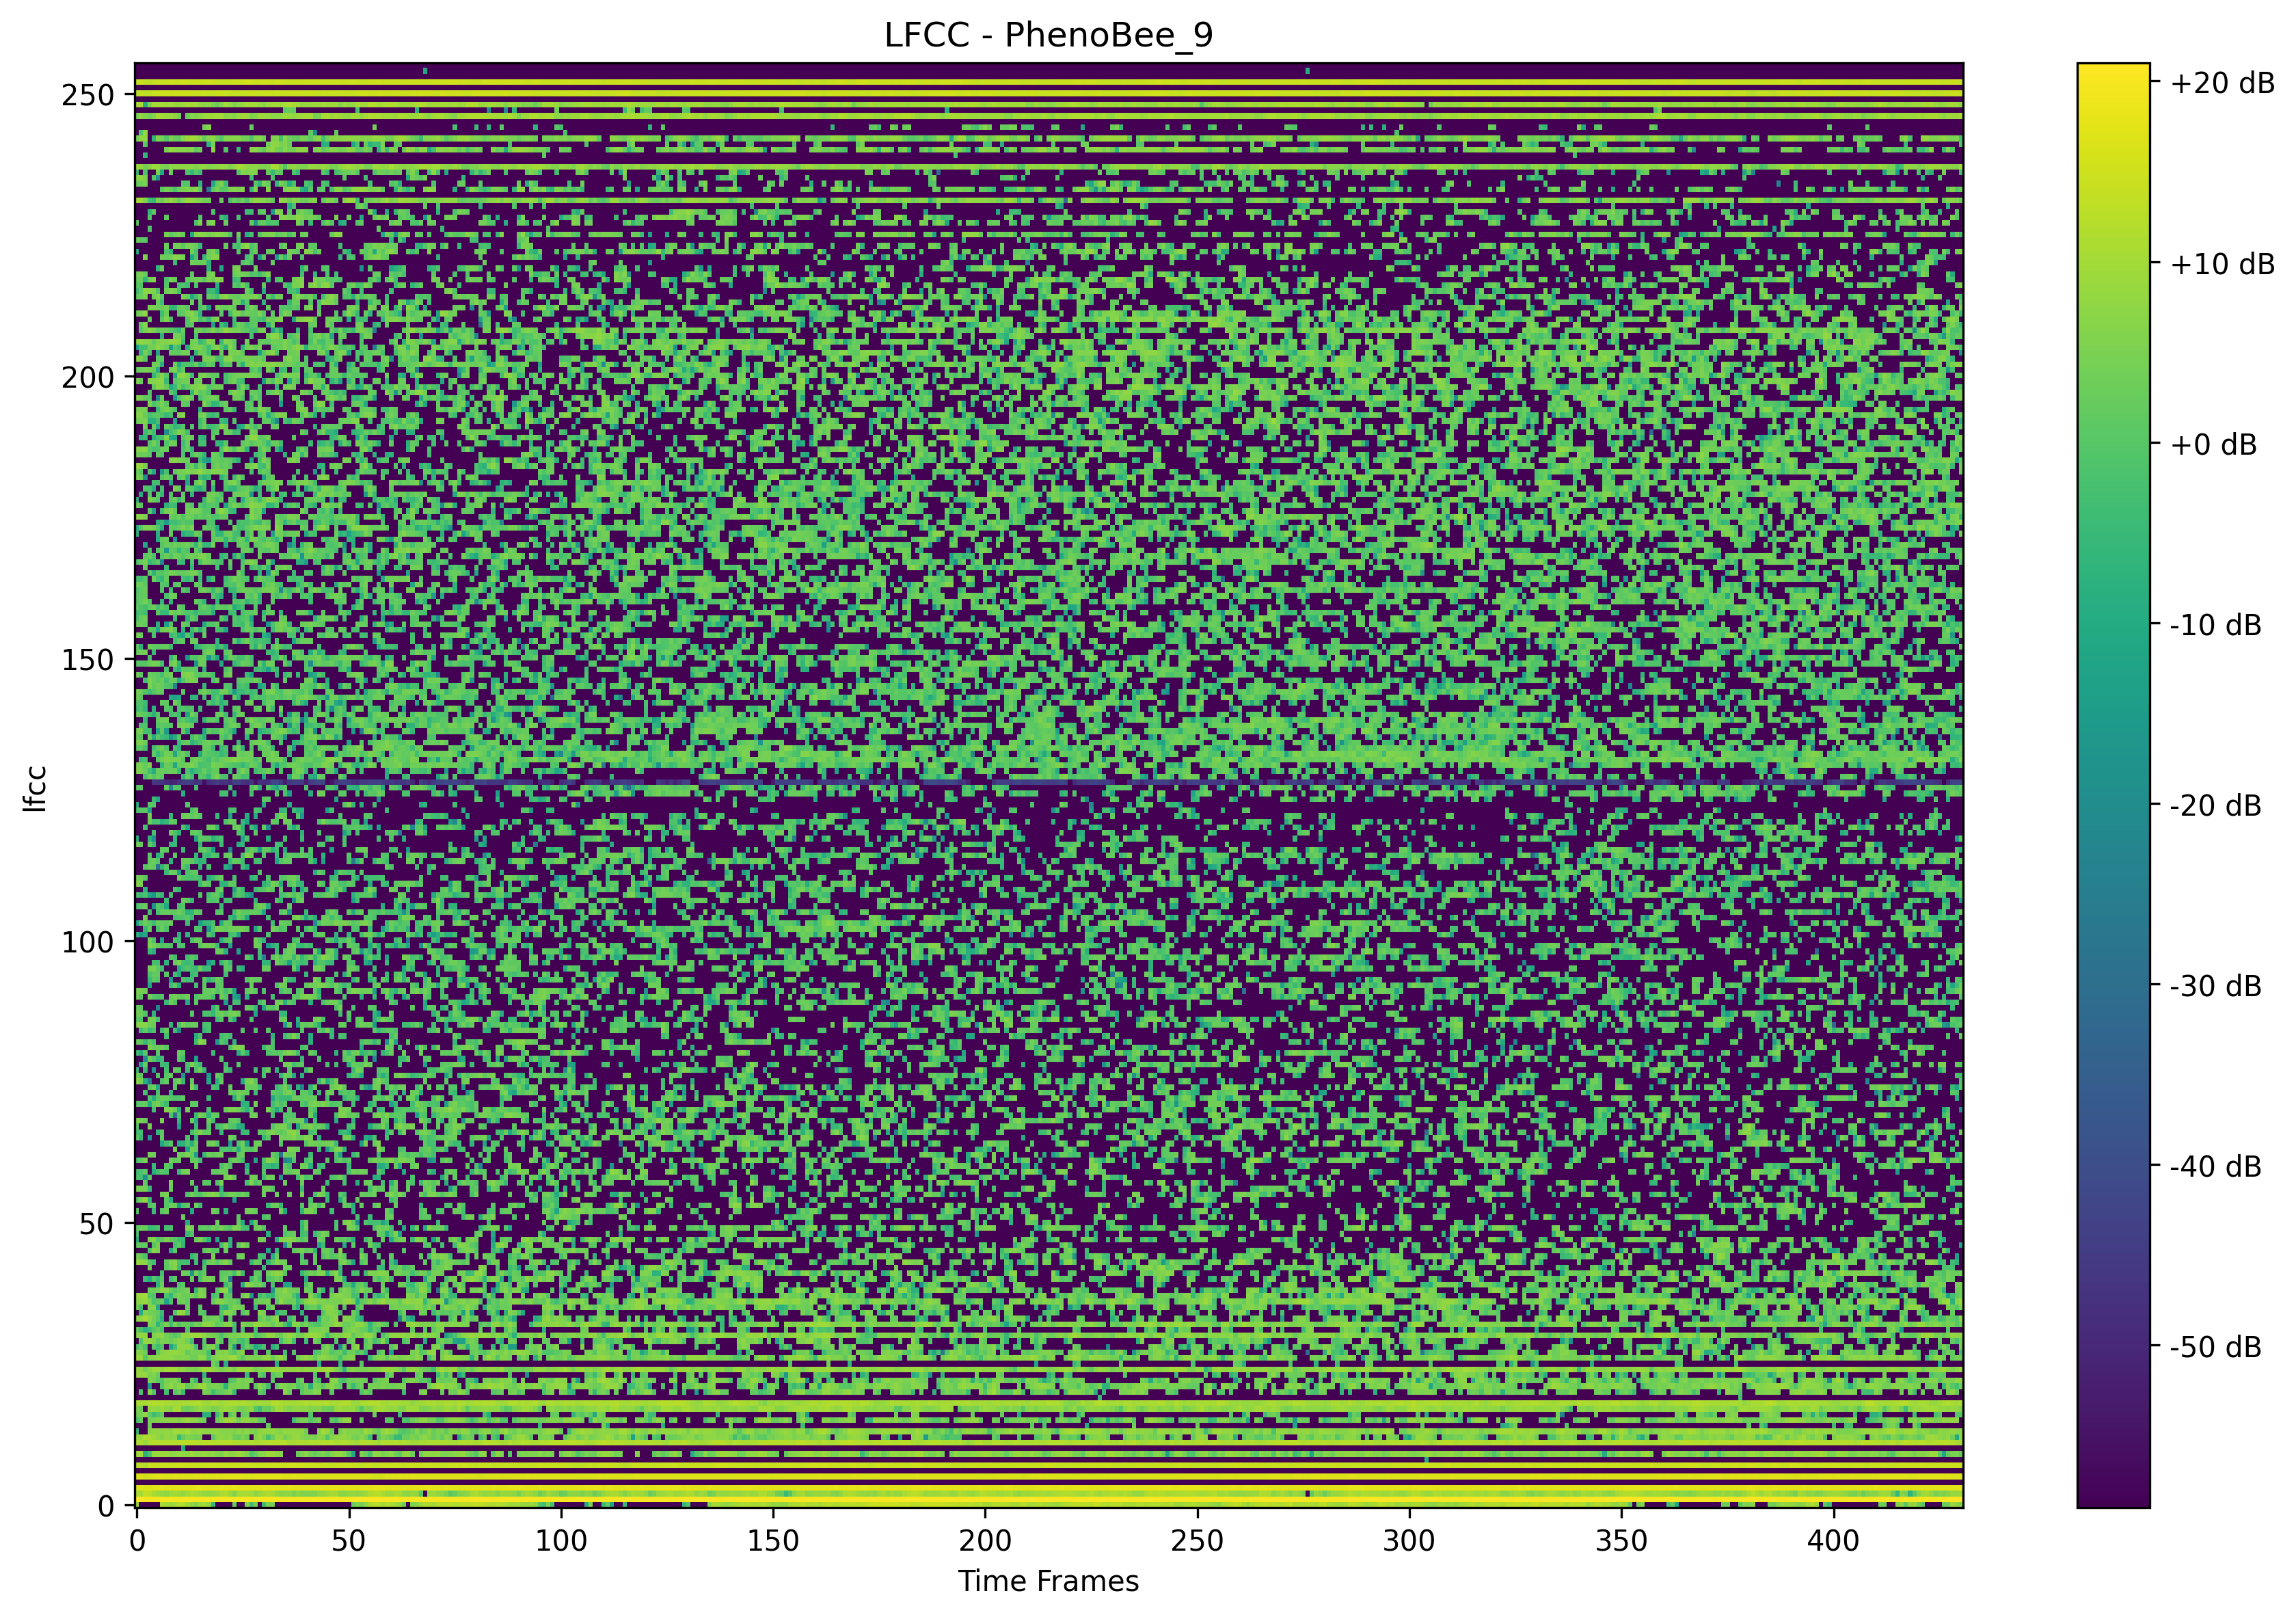 LFCC - PhenoBee_9
250
200
150
100
50
0
lfcc
0 50 100 150 200 250 300 350 400
Time Frames
+20 dB
+10 dB
+0 dB
-10 dB
-20 dB
-30 dB
-40 dB
-50 dB